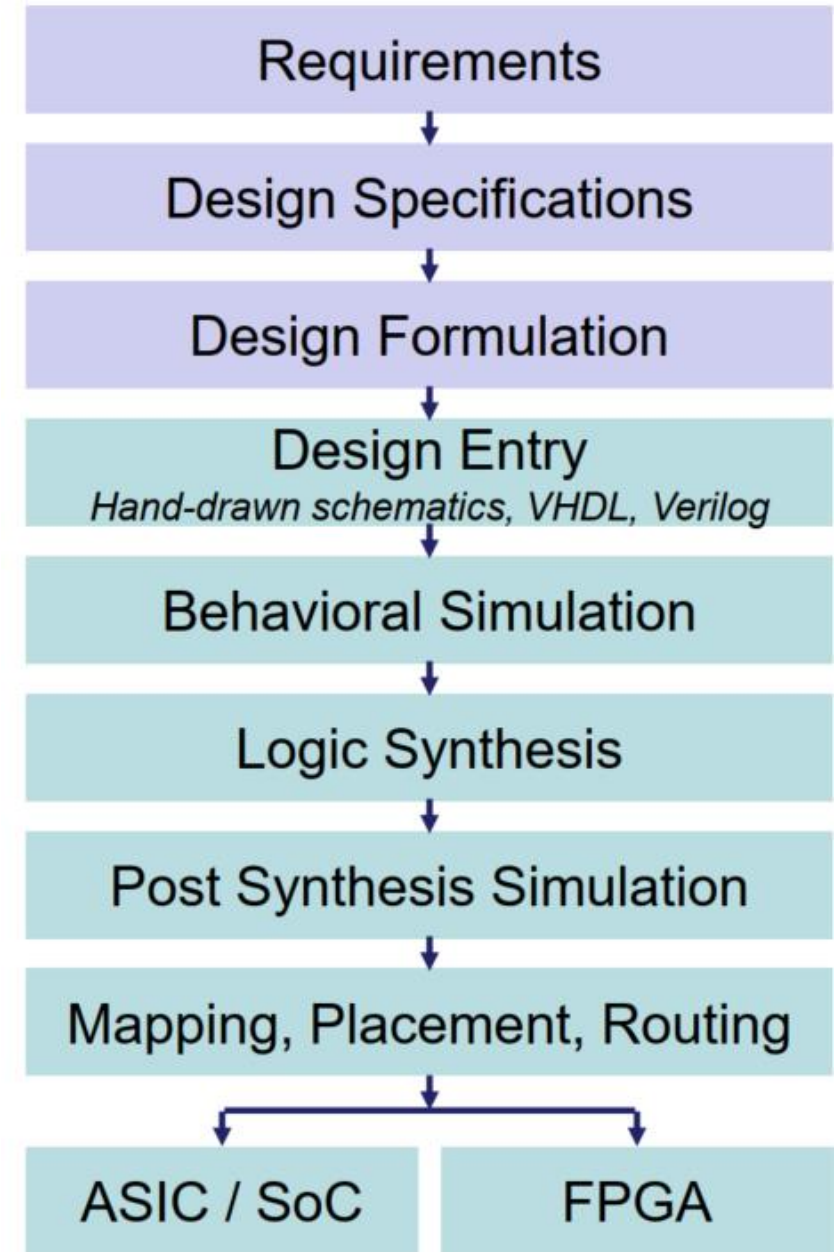 Requirements
Design Specifications
Design Formulation
Design Entry
Hand-drawn schematics, VHDL, Verilog
Behavioral Simulation
Logic Synthesis
Post Synthesis Simulation
Mapping, Placement, Routing
ASIC / SoC
FPGA